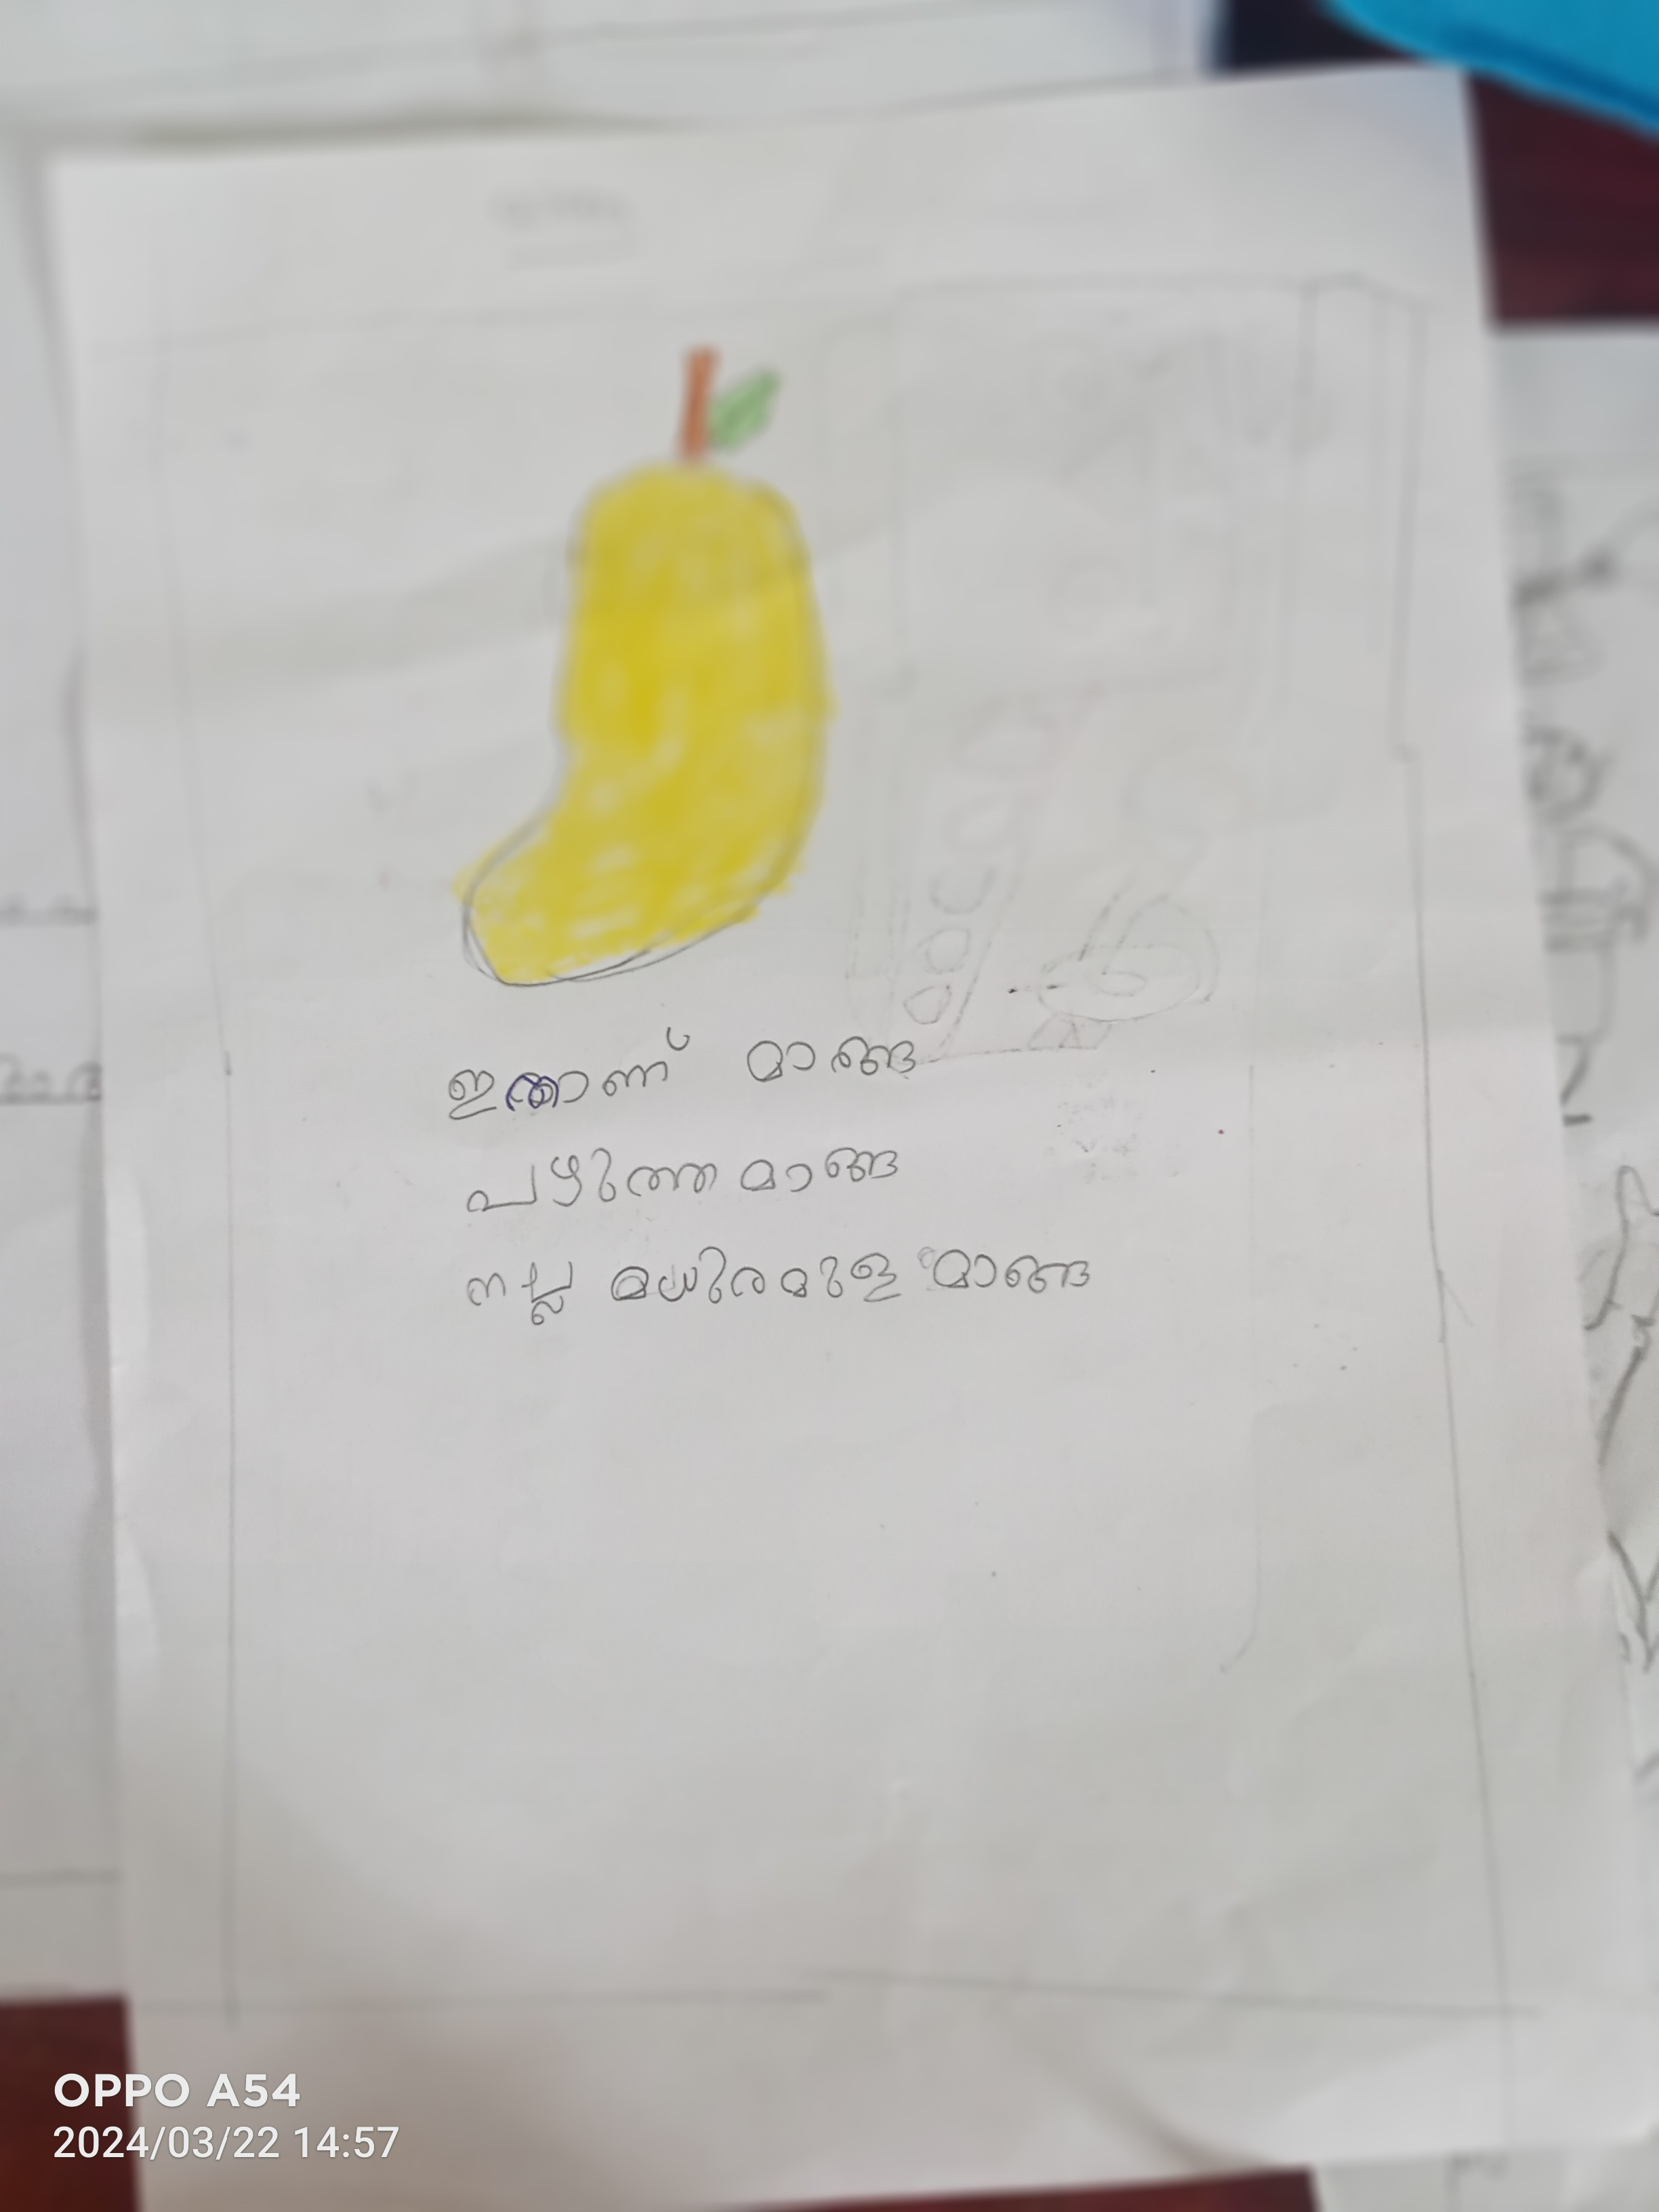 ഇതാണ് മാങ്ങ
പഴുത്ത മാങ്ങ
നല്ല മധുരമുള മാങ്ങ
OPPO A54
2024/03/22 14:57